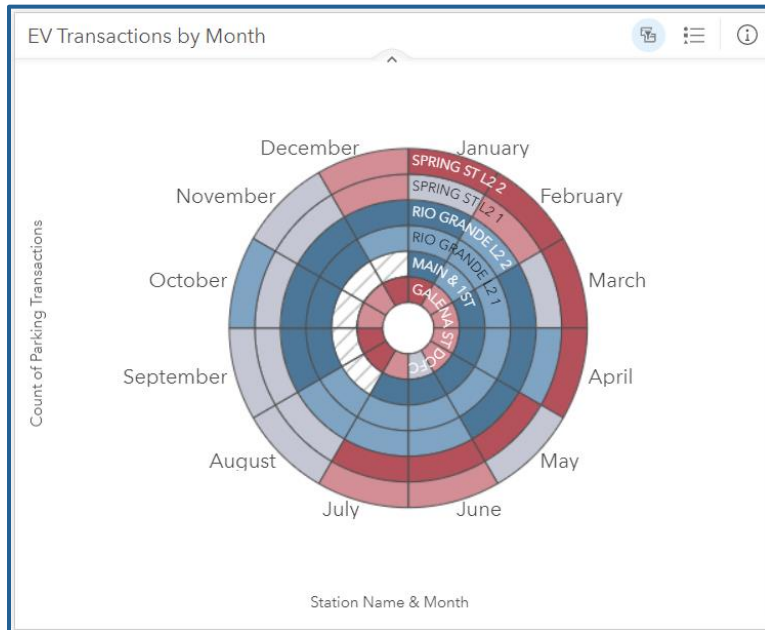 EV Transactions by Month
December
January
November
February
October
March
September
April
August
May
July
June
SPRING ST L2 2
SPRING ST L2 1
RIO GRANDE L2 2
RIO GRANDE L2 1
MAIN & 1ST
GALENA ST DCFC
Count of Parking Transactions
Station Name & Month